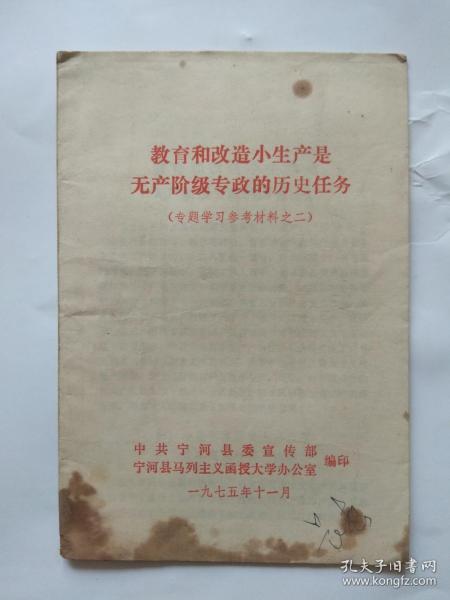 教育和改造小生产是
无产阶级专政的历史任务
（专题学习参考材料之二）
中共宁河县委宣传部
宁河县马列主义函授大学办公室
编印
一九七五年十一月
孔夫子旧书网
www.kongfz.com